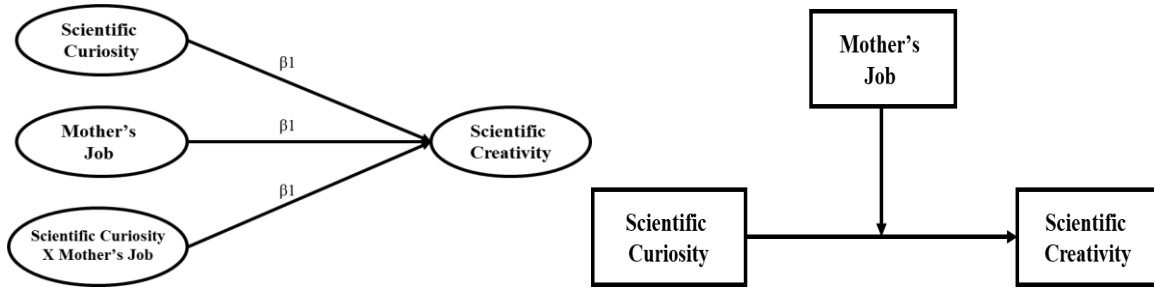 Scientific
Curiosity
β1
Mother's
Job
β1
Scientific
Creativity
β1
Scientific Curiosity
X Mother's Job
Mother's
Job
Scientific
Curiosity
Scientific
Creativity